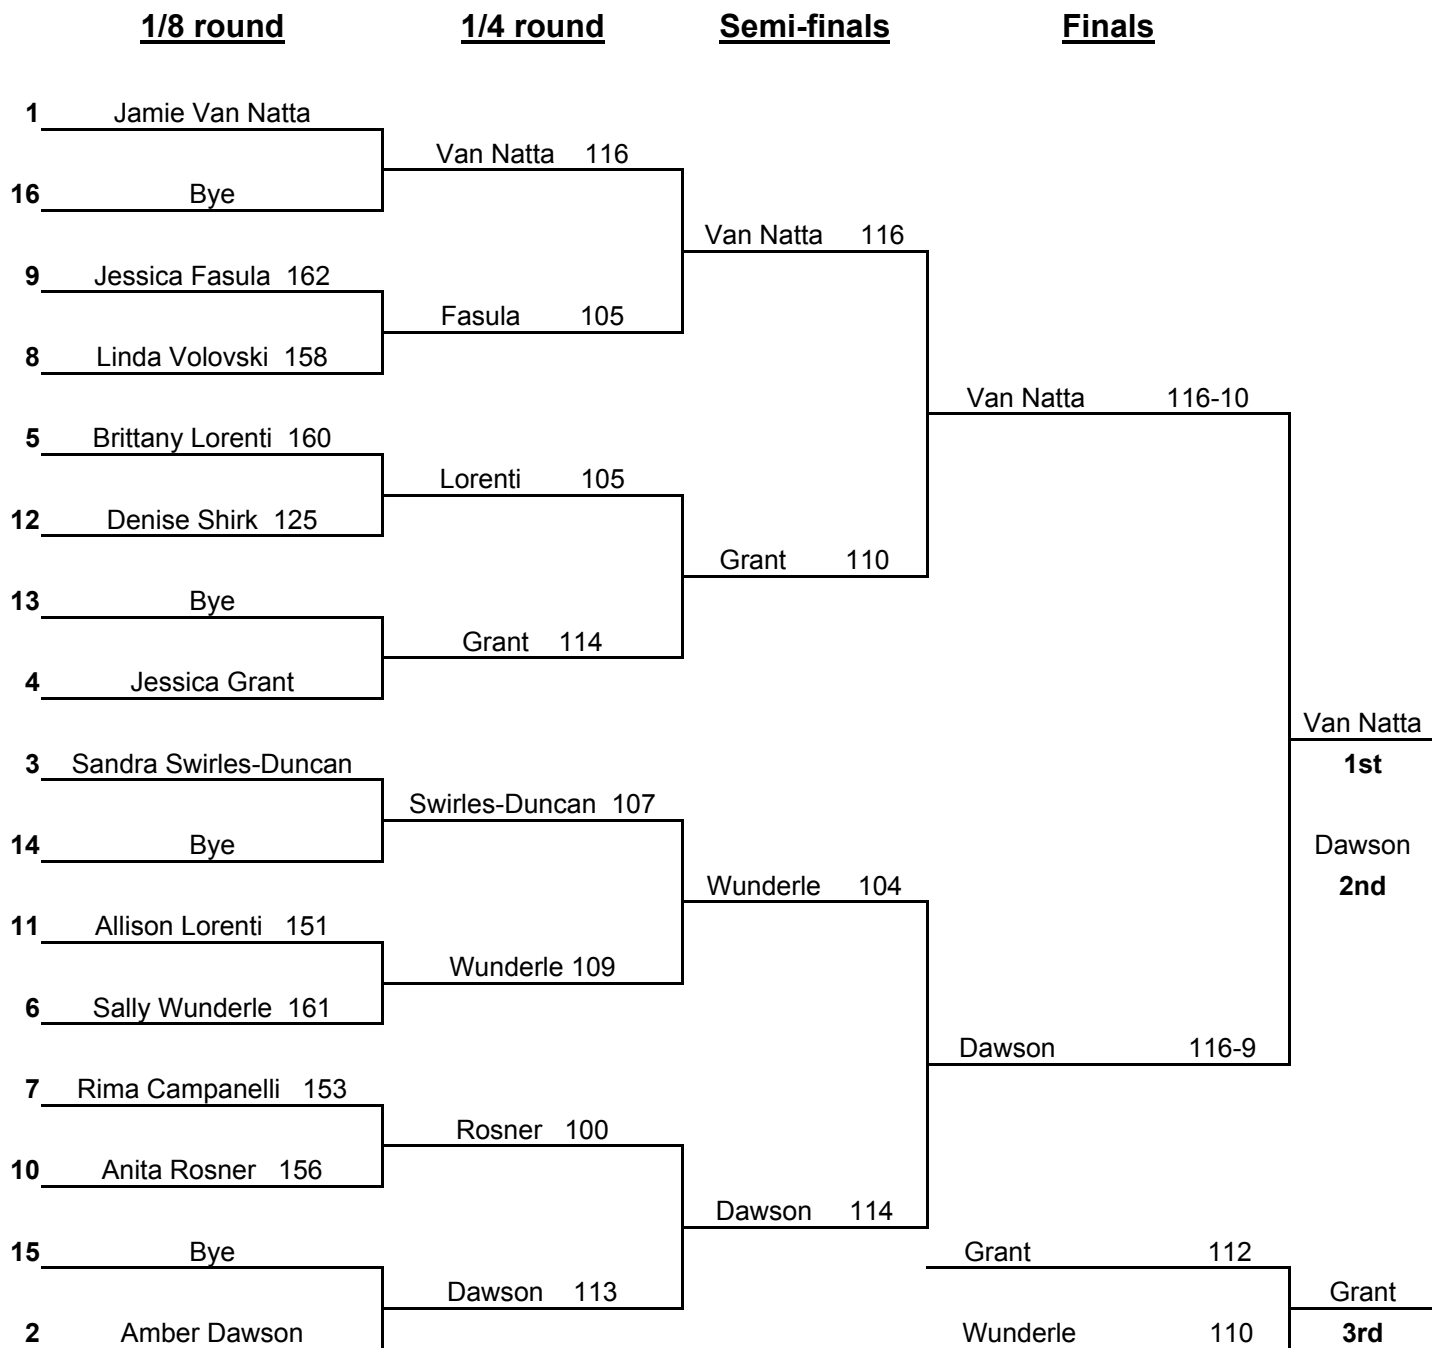 1/8 round 1/4 round Semi-finals Finals
1 Jamie Van Natta
Van Natta 116
16 Bye
Van Natta 116
9 Jessica Fasula 162
Fasula 105
8 Linda Volovski 158
Van Natta 116-10
5 Brittany Lorenti 160
Lorenti 105
12 Denise Shirk 125
Grant 110
13 Bye
Grant 114
4 Jessica Grant
Van Natta
3 Sandra Swirles-Duncan 1st
Swirles-Duncan 107
14 Bye Dawson
Wunderle 104 2nd
11 Allison Lorenti 151
Wunderle 109
6 Sally Wunderle 161
Dawson 116-9
7 Rima Campanelli 153
Rosner 100
10 Anita Rosner 156
Dawson 114
15 Bye Grant 112
Dawson 113 Grant
2 Amber Dawson Wunderle 110 3rd